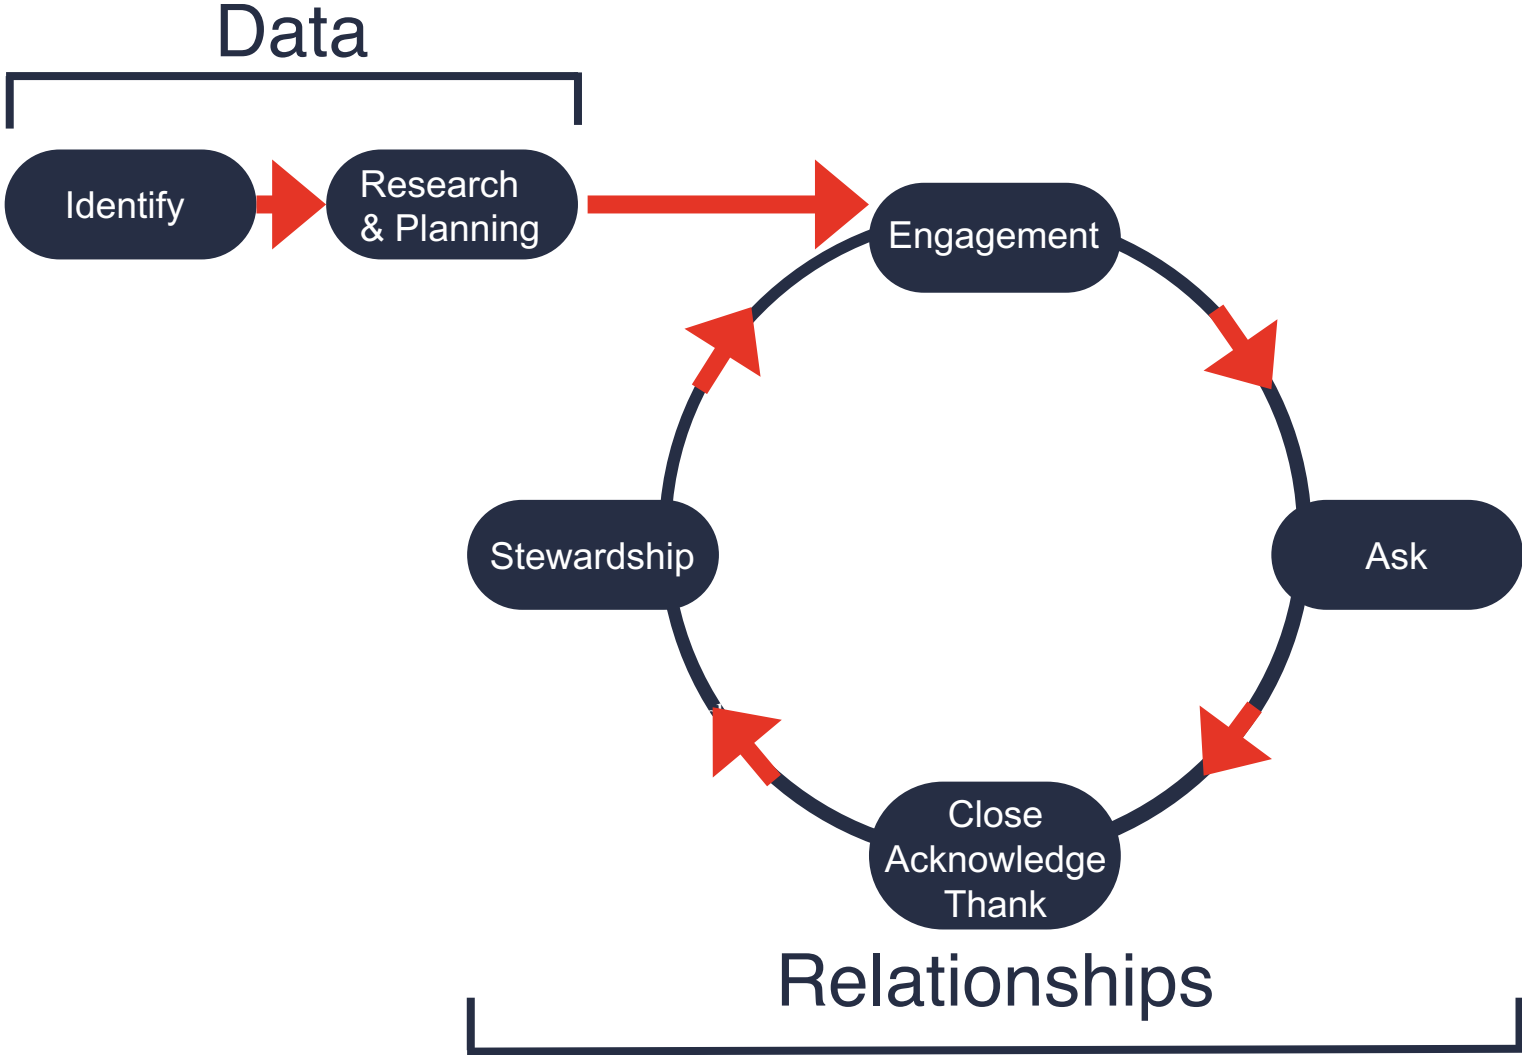 Data
Identify
Research
& Planning
Engagement
Stewardship
Ask
Close
Acknowledge
Thank
Relationships